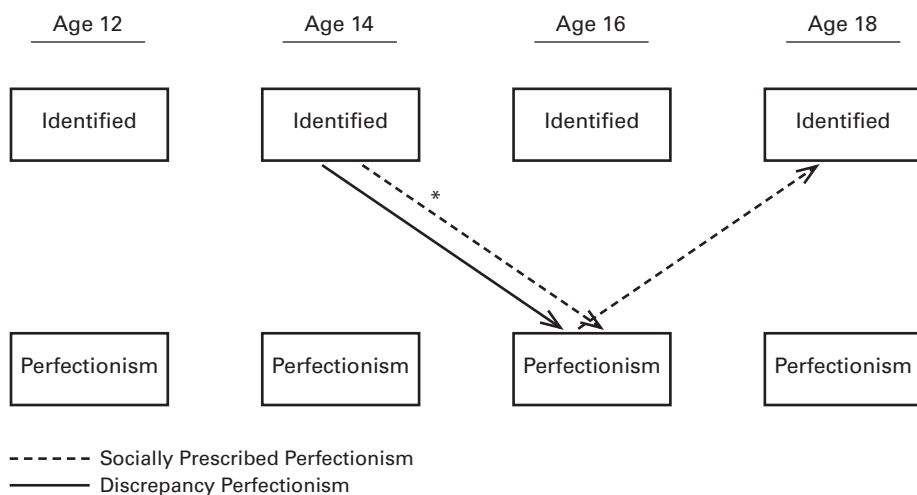 Age 12 Age 14 Age 16 Age 18
Identified Identified Identified Identified
*
Perfectionism Perfectionism Perfectionism Perfectionism
Socially Prescribed Perfectionism
Discrepancy Perfectionism